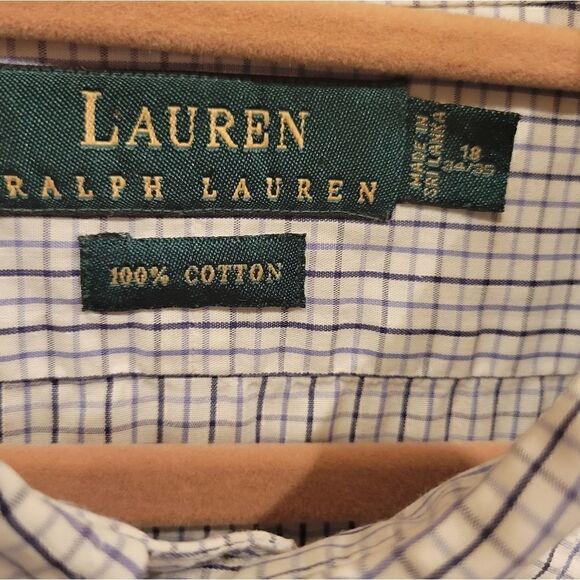 LAUREN
RALPH LAUREN
MADE IN
SRI LANKA
18
34/35
100% COTTON